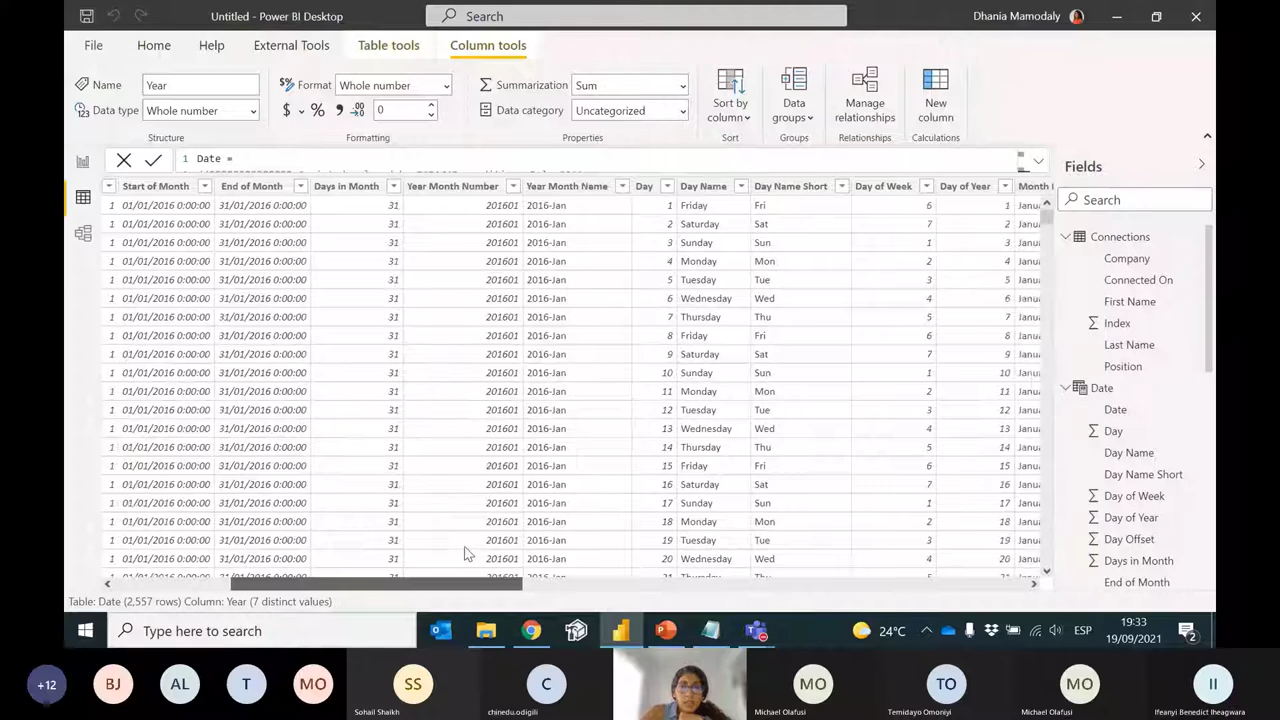 Untitled - Power BI Desktop
Search
Dhania Mamodaly
File Home Help External Tools Table tools Column tools
Name Year
Format Whole number
Summarization Sum
Data type Whole number
$ % 9 0
Data category Uncategorized
Sort by column
Data groups
Manage relationships
New column
Structure Formatting Properties Sort Groups Relationships Calculations
1 Date =
Start of Month End of Month Days in Month Year Month Number Year Month Name Day Day Name Day Name Short Day of Week Day of Year
1 01/01/2016 0:00:00 31/01/2016 0:00:00 31 201601 2016-Jan 1 Friday Fri 6 1
1 01/01/2016 0:00:00 31/01/2016 0:00:00 31 201601 2016-Jan 2 Saturday Sat 7 2
1 01/01/2016 0:00:00 31/01/2016 0:00:00 31 201601 2016-Jan 3 Sunday Sun 1 3
1 01/01/2016 0:00:00 31/01/2016 0:00:00 31 201601 2016-Jan 4 Monday Mon 2 4
1 01/01/2016 0:00:00 31/01/2016 0:00:00 31 201601 2016-Jan 5 Tuesday Tue 3 5
1 01/01/2016 0:00:00 31/01/2016 0:00:00 31 201601 2016-Jan 6 Wednesday Wed 4 6
1 01/01/2016 0:00:00 31/01/2016 0:00:00 31 201601 2016-Jan 7 Thursday Thu 5 7
1 01/01/2016 0:00:00 31/01/2016 0:00:00 31 201601 2016-Jan 8 Friday Fri 6 8
1 01/01/2016 0:00:00 31/01/2016 0:00:00 31 201601 2016-Jan 9 Saturday Sat 7 9
1 01/01/2016 0:00:00 31/01/2016 0:00:00 31 201601 2016-Jan 10 Sunday Sun 1 10
1 01/01/2016 0:00:00 31/01/2016 0:00:00 31 201601 2016-Jan 11 Monday Mon 2 11
1 01/01/2016 0:00:00 31/01/2016 0:00:00 31 201601 2016-Jan 12 Tuesday Tue 3 12
1 01/01/2016 0:00:00 31/01/2016 0:00:00 31 201601 2016-Jan 13 Wednesday Wed 4 13
1 01/01/2016 0:00:00 31/01/2016 0:00:00 31 201601 2016-Jan 14 Thursday Thu 5 14
1 01/01/2016 0:00:00 31/01/2016 0:00:00 31 201601 2016-Jan 15 Friday Fri 6 15
1 01/01/2016 0:00:00 31/01/2016 0:00:00 31 201601 2016-Jan 16 Saturday Sat 7 16
1 01/01/2016 0:00:00 31/01/2016 0:00:00 31 201601 2016-Jan 17 Sunday Sun 1 17
1 01/01/2016 0:00:00 31/01/2016 0:00:00 31 201601 2016-Jan 18 Monday Mon 2 18
1 01/01/2016 0:00:00 31/01/2016 0:00:00 31 201601 2016-Jan 19 Tuesday Tue 3 19
1 01/01/2016 0:00:00 31/01/2016 0:00:00 31 201601 2016-Jan 20 Wednesday Wed 4 20
Fields
Search
Connections
Company
Connected On
First Name
Index
Last Name
Position
Date
Date
Day
Day Name
Day Name Short
Day of Week
Day of Year
Day Offset
Days in Month
End of Month
Table: Date (2,557 rows) Column: Year (7 distinct values)
Type here to search
24°C
ESP
19:33
19/09/2021
2
+12 BJ AL T MO SS C MO TO MO II
Sohail Shaikh chinedu.odigili Michael Olafusi Temidayo Omoniyi Michael Olafusi Ifeanyi Benedict Iheagwara